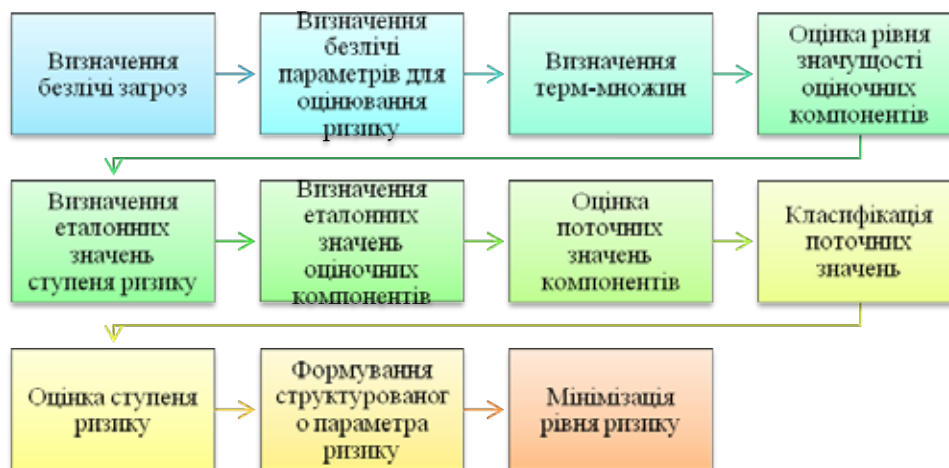 Визначення
безлічі загроз
Визначення
безлічі
параметрів для
оцінювання
ризику
Визначення
терм-множин
Оцінка рівня
значущості
оціночних
компонентів
Визначення
еталонних
значень
ступеня ризику
Визначення
еталонних
значень
оціночних
компонентів
Оцінка
поточних
значень
компонентів
Класифікація
поточних
значень
Оцінка ступеня
ризику
Формування
структурованог
о параметра
ризику
Мінімізація
рівня ризику